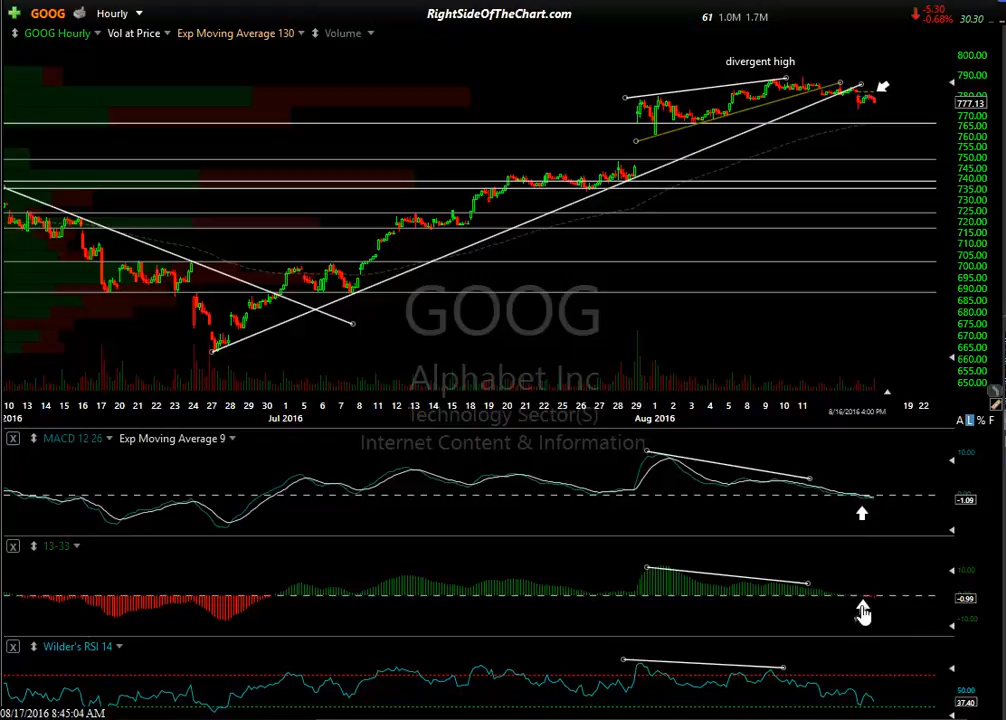 GOOG Hourly RightSideOfTheChart.com 61 1.0M 1.7M -5.30
-0.68% 30.30
GOOG Hourly Vol at Price Exp Moving Average 130 Volume
divergent high
800.00
790.00
777.13
770.00
765.00
760.00
755.00
750.00
745.00
740.00
735.00
730.00
725.00
720.00
715.00
710.00
705.00
700.00
695.00
690.00
685.00
680.00
675.00
670.00
665.00
660.00
655.00
650.00
GOOG
Alphabet Inc
Technology Sector(S)
Internet Content & Information
10 13 14 15 16 17 20 21 22 23 24 27 28 29 30 1 5 6 7 8 11 12 13 14 15 18 19 20 21 22 25 26 27 28 29 1 2 3 4 5 8 9 10 11 8/16/2016 4:00 PM 19 22
2016 Jul 2016 Aug 2016
A L % F
X MACD 12 26 Exp Moving Average 9
10.00
-1.09
X 13-33
10.00
-0.99
-10.00
X Wilder's RSI 14
50.00
37.40
08/17/2016 8:45:04 AM